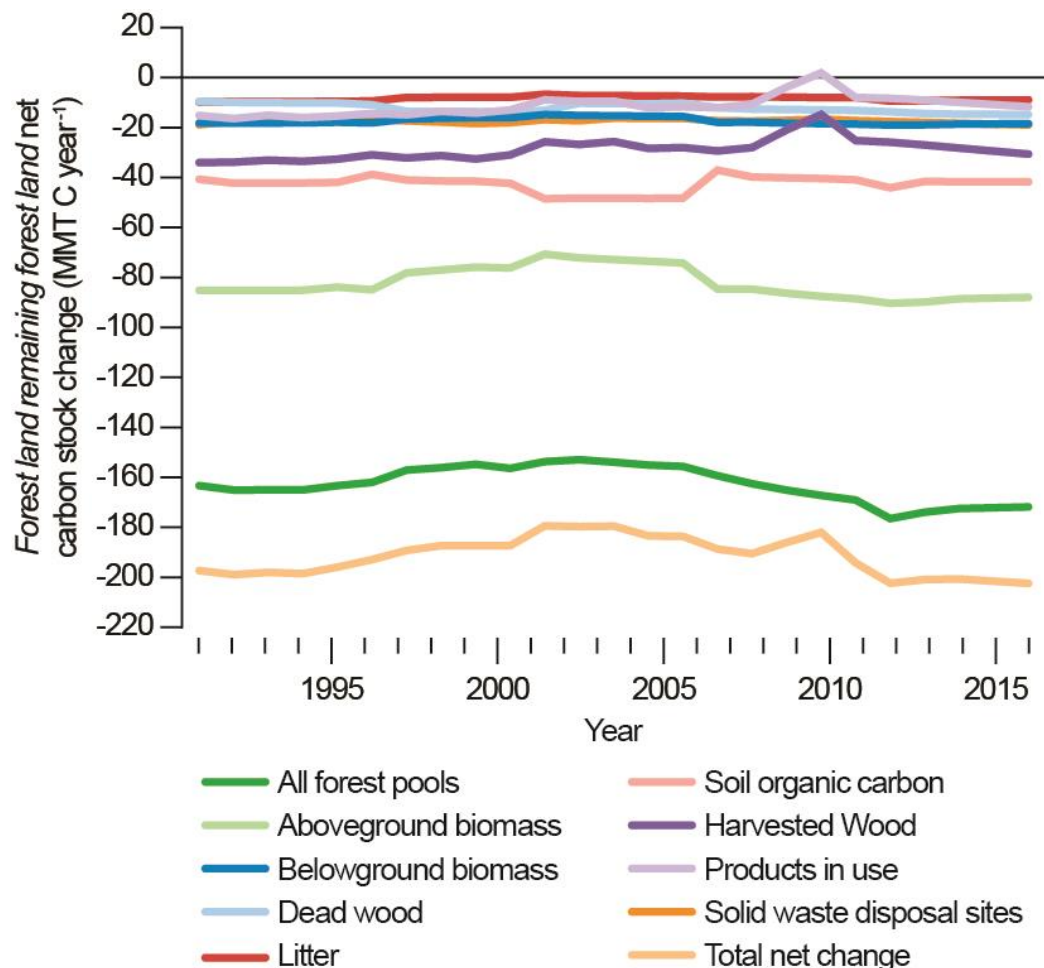 Forest land remaining forest land net
carbon stock change (MMT C year-1)
20
0
-20
-40
-60
-80
-100
-120
-140
-160
-180
-200
-220
1995 2000 2005 2010 2015
Year
All forest pools
Aboveground biomass
Belowground biomass
Dead wood
Litter
Soil organic carbon
Harvested Wood
Products in use
Solid waste disposal sites
Total net change